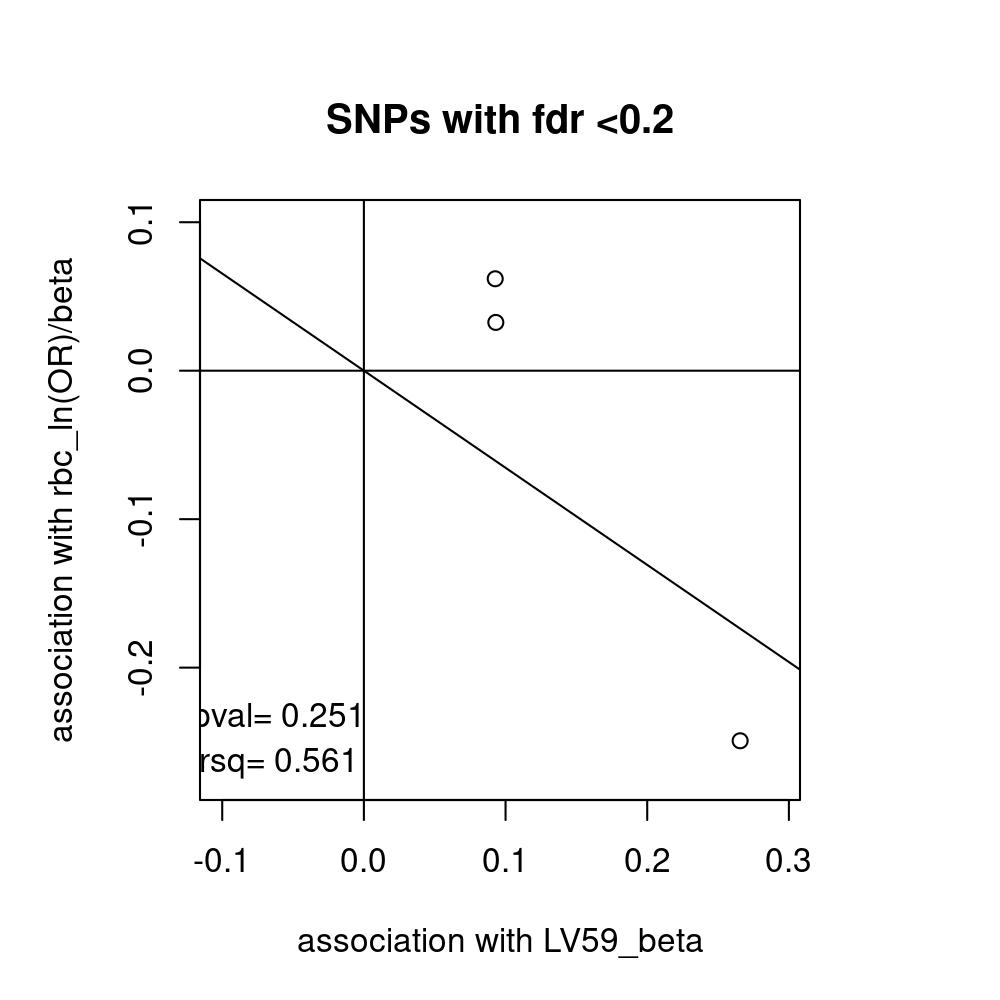 SNPs with fdr <0.2
association with rbc_ln(OR)/beta
0.1
0.0
-0.1
-0.2
pval= 0.251
rsq= 0.561
-0.1 0.0 0.1 0.2 0.3
association with LV59_beta